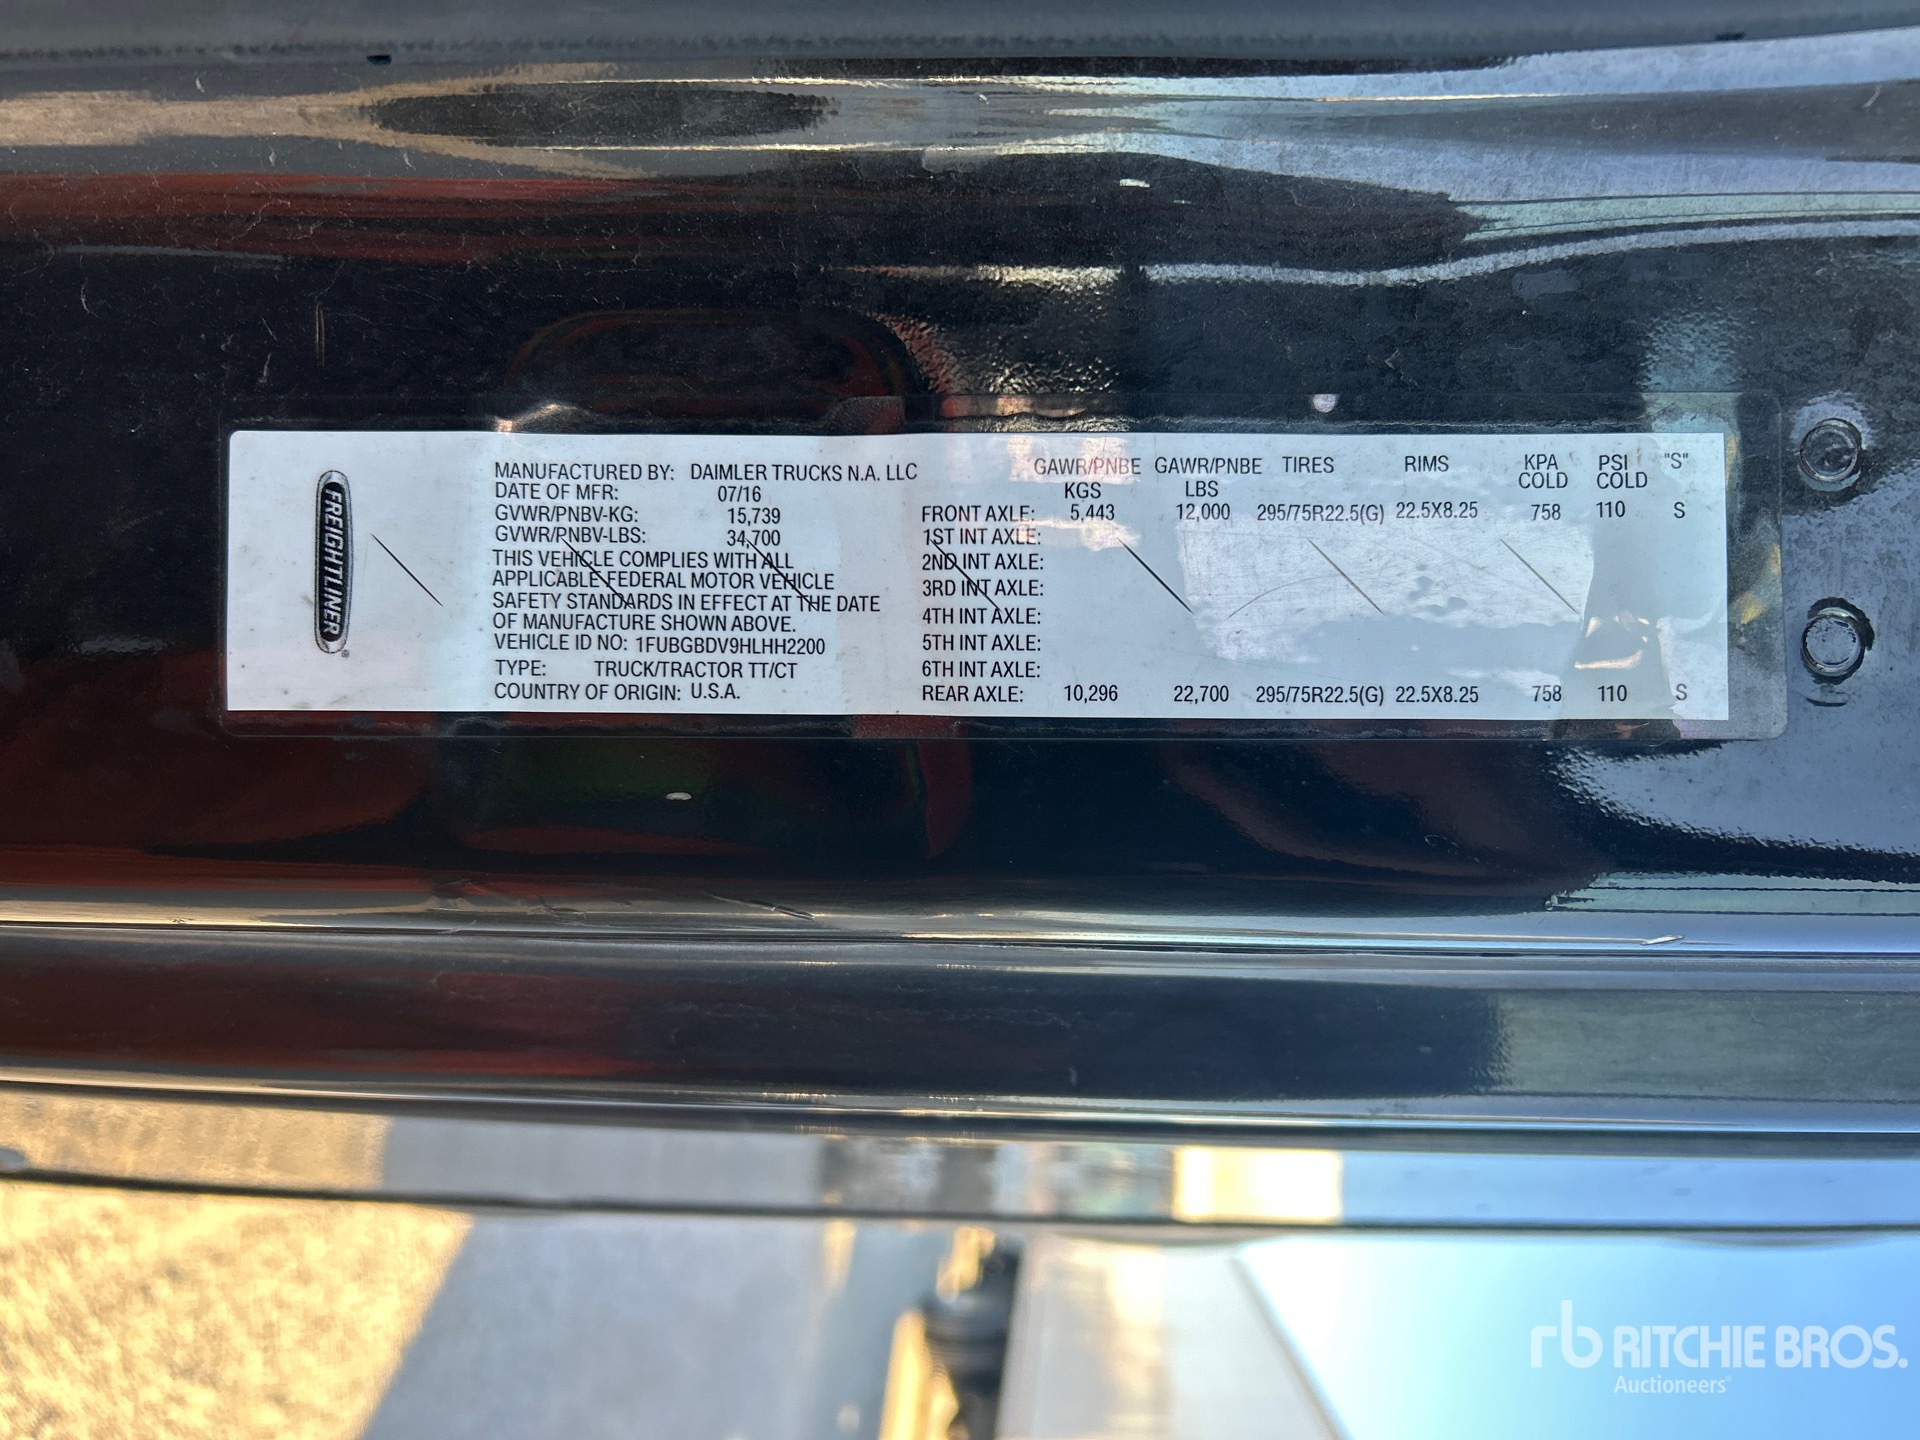 FREIGHTLINER
MANUFACTURED BY: DAIMLER TRUCKS N.A. LLC
DATE OF MFR: 07/16
GVWR/PNBV-KG: 15,739
GVWR/PNBV-LBS: 34,700
THIS VEHICLE COMPLIES WITH ALL
APPLICABLE FEDERAL MOTOR VEHICLE
SAFETY STANDARDS IN EFFECT AT THE DATE
OF MANUFACTURE SHOWN ABOVE.
VEHICLE ID NO: 1FUBGBDV9HLHH2200
TYPE: TRUCK/TRACTOR TT/CT
COUNTRY OF ORIGIN: U.S.A.
GAWR/PNBE GAWR/PNBE TIRES RIMS KPA PSI "S"
KGS LBS COLD COLD
FRONT AXLE: 5,443 12,000 295/75R22.5(G) 22.5X8.25 758 110 S
1ST INT AXLE:
2ND INT AXLE:
3RD INT AXLE:
4TH INT AXLE:
5TH INT AXLE:
6TH INT AXLE:
REAR AXLE: 10,296 22,700 295/75R22.5(G) 22.5X8.25 758 110 S
rb RITCHIE BROS.
Auctioneers